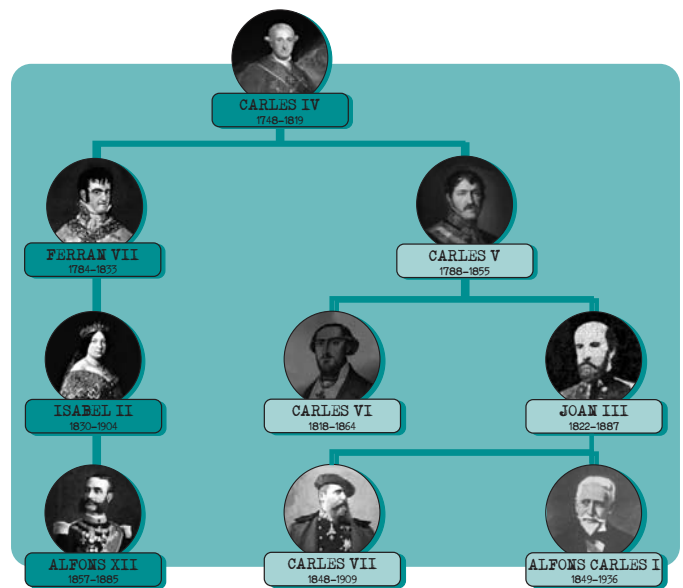 CARLES IV
1748-1819
FERRAN VII
1784-1833
CARLES V
1788-1855
ISABEL II
1830-1904
CARLES VI
1818-1864
JOAN III
1822-1887
ALFONS XII
1857-1885
CARLES VII
1848-1909
ALFONS CARLES I
1849-1936